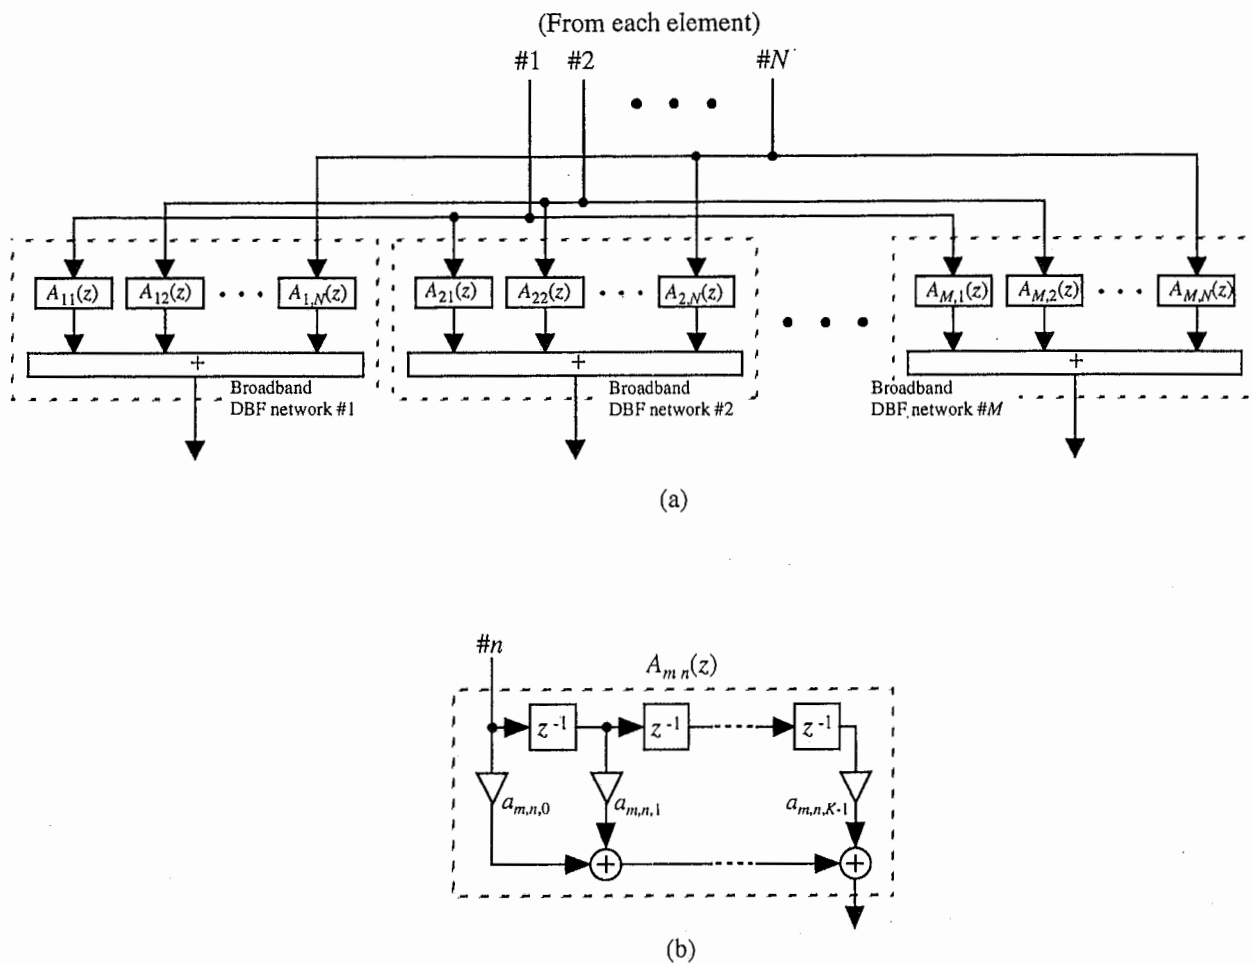 (From each element)
#1 #2 #N
A11(z) A12(z) A1,N(z) A21(z) A22(z) A2,N(z) AM,1(z) AM,2(z) AM,N(z)
+ + +
Broadband
DBF network #1
Broadband
DBF network #2
Broadband
DBF network #M
(a)
#n
Am n(z)
z-1 z-1 z-1
am,n,0 am,n,1 am,n,K-1
+ +
(b)